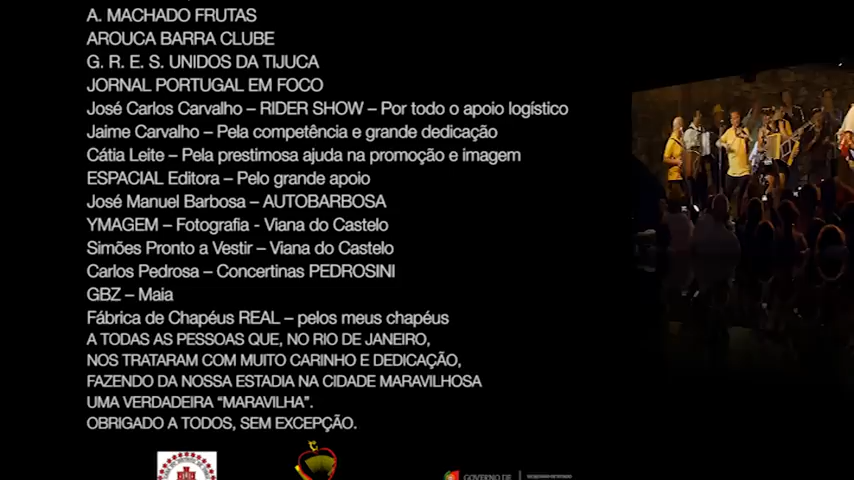 A. MACHADO FRUTAS
AROUCA BARRA CLUBE
G. R. E. S. UNIDOS DA TIJUCA
JORNAL PORTUGAL EM FOCO
José Carlos Carvalho – RIDER SHOW – Por todo o apoio logístico
Jaime Carvalho – Pela competência e grande dedicação
Cátia Leite – Pela prestimosa ajuda na promoção e imagem
ESPACIAL Editora – Pelo grande apoio
José Manuel Barbosa – AUTOBARBOSA
YMAGEM – Fotografia - Viana do Castelo
Simões Pronto a Vestir – Viana do Castelo
Carlos Pedrosa – Concertinas PEDROSINI
GBZ – Maia
Fábrica de Chapéus REAL – pelos meus chapéus
A TODAS AS PESSOAS QUE, NO RIO DE JANEIRO,
NOS TRATARAM COM MUITO CARINHO E DEDICAÇÃO,
FAZENDO DA NOSSA ESTADIA NA CIDADE MARAVILHOSA
UMA VERDADEIRA “MARAVILHA”.
OBRIGADO A TODOS, SEM EXCEPÇÃO.
GOVERNO DE